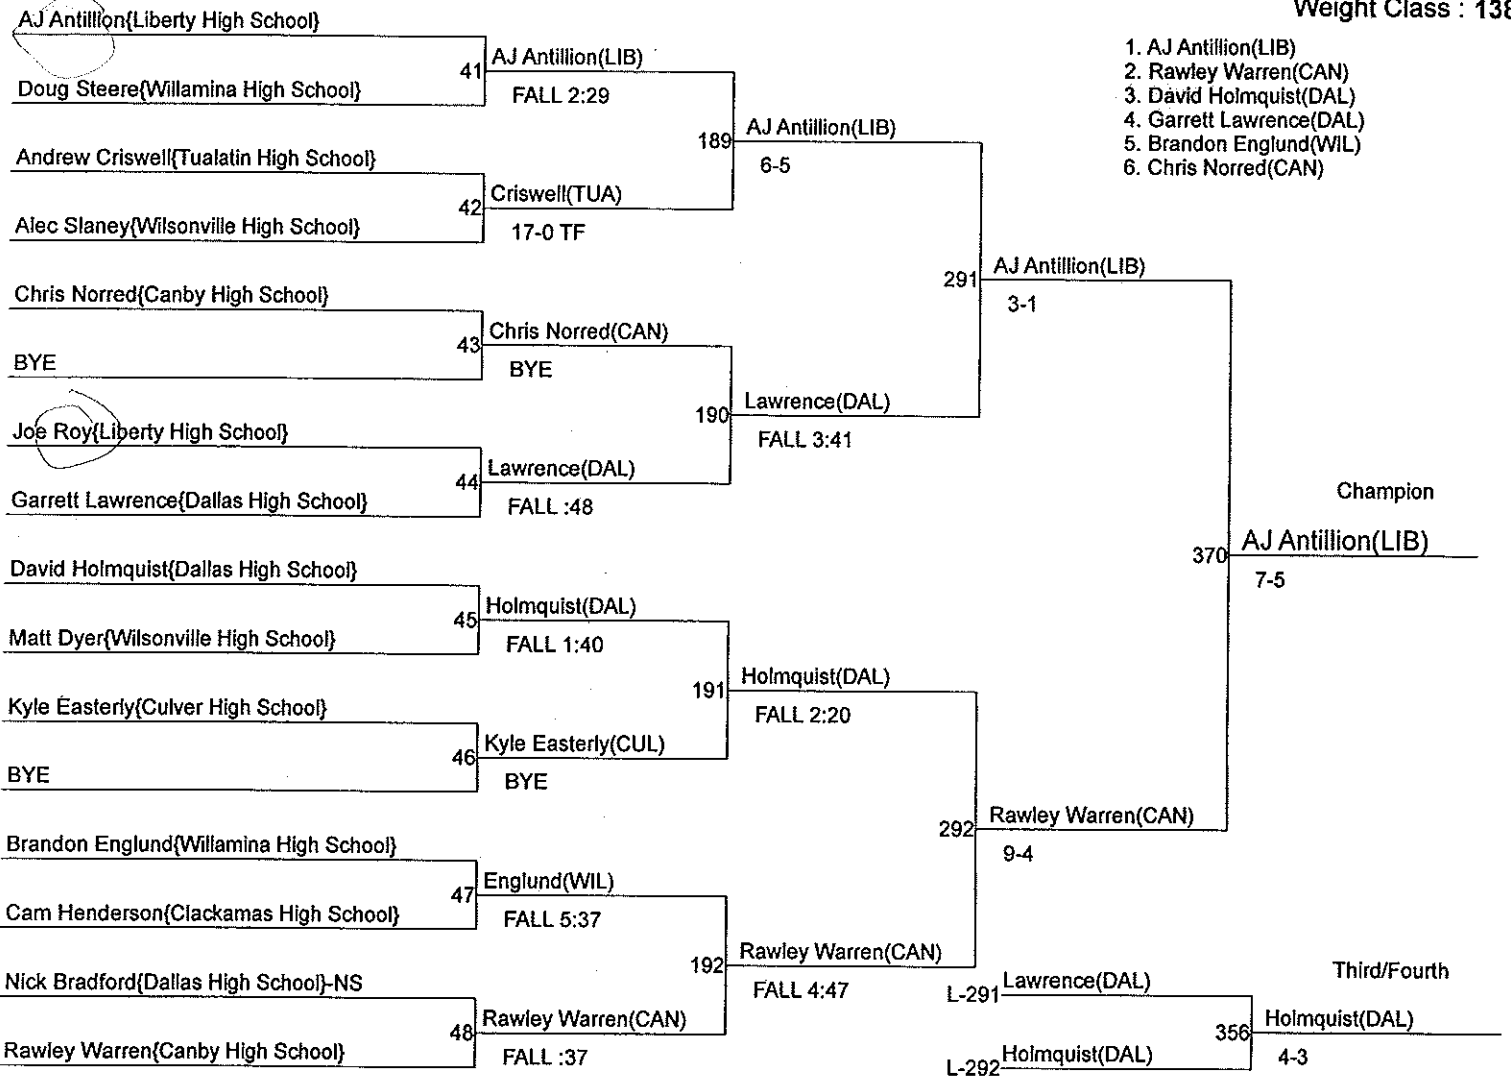 AJ Antillion{Liberty High School}
Weight Class : 138
1. AJ Antillion(LIB)
2. Rawley Warren(CAN)
3. David Holmquist(DAL)
4. Garrett Lawrence(DAL)
5. Brandon Englund(WIL)
6. Chris Norred(CAN)
41 AJ Antillion(LIB)
FALL 2:29
Doug Steere{Willamina High School}
189 AJ Antillion(LIB)
6-5
Andrew Criswell{Tualatin High School}
42 Criswell(TUA)
17-0 TF
Alec Slaney{Wilsonville High School}
291 AJ Antillion(LIB)
3-1
Chris Norred{Canby High School}
43 Chris Norred(CAN)
BYE
BYE
190 Lawrence(DAL)
FALL 3:41
Joe Roy{Liberty High School}
44 Lawrence(DAL)
FALL :48
Garrett Lawrence{Dallas High School}
Champion
370 AJ Antillion(LIB)
7-5
David Holmquist{Dallas High School}
45 Holmquist(DAL)
FALL 1:40
Matt Dyer{Wilsonville High School}
191 Holmquist(DAL)
FALL 2:20
Kyle Easterly{Culver High School}
46 Kyle Easterly(CUL)
BYE
BYE
292 Rawley Warren(CAN)
9-4
Brandon Englund{Willamina High School}
47 Englund(WIL)
FALL 5:37
Cam Henderson{Clackamas High School}
192 Rawley Warren(CAN)
FALL 4:47
Nick Bradford{Dallas High School}-NS
48 Rawley Warren(CAN)
FALL :37
Rawley Warren{Canby High School}
Third/Fourth
L-291 Lawrence(DAL)
356 Holmquist(DAL)
4-3
L-292 Holmquist(DAL)